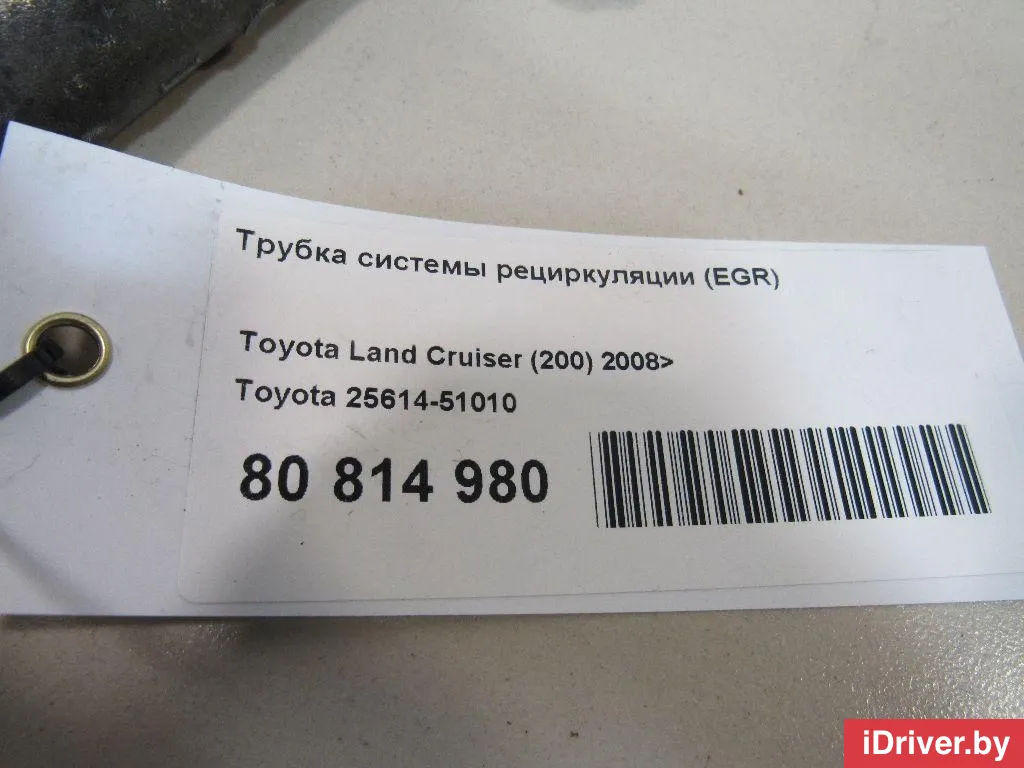 Трубка системы рециркуляции (EGR)
Toyota Land Cruiser (200) 2008>
Toyota 25614-51010
80 814 980
iDriver.by